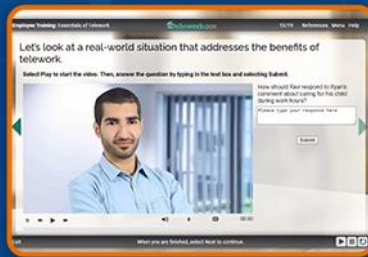 Employee Training: Essentials of Telework
Telework.gov
References Menu Help
Let's look at a real-world situation that addresses the benefits of
telework.
Select Play to start the video. Then, answer the question by typing in the text box and selecting Submit.
How should Ravi respond to Ryan's
comment about caring for his child
during work hours?
Please type your response here
Submit
00:00
Exit
When you are finished, select Next to continue.